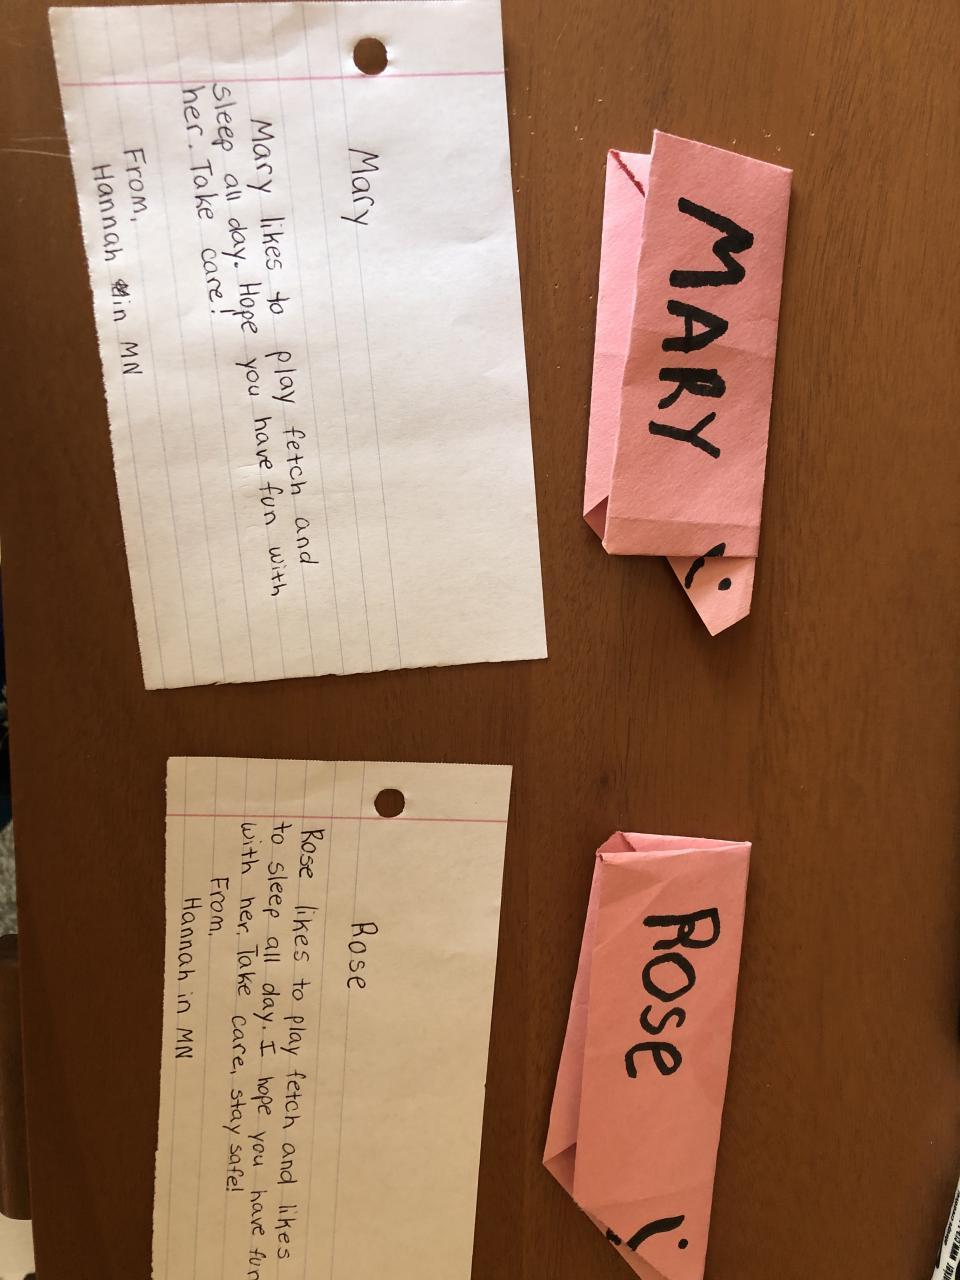 Mary
Mary likes to play fetch and
sleep all day. Hope you have fun with
her. Take care!
From,
Hannah in MN
MARY
Rose
Rose likes to play fetch and likes
to sleep all day. I hope you have fun
with her. Take care, stay safe!
From,
Hannah in MN
ROSE